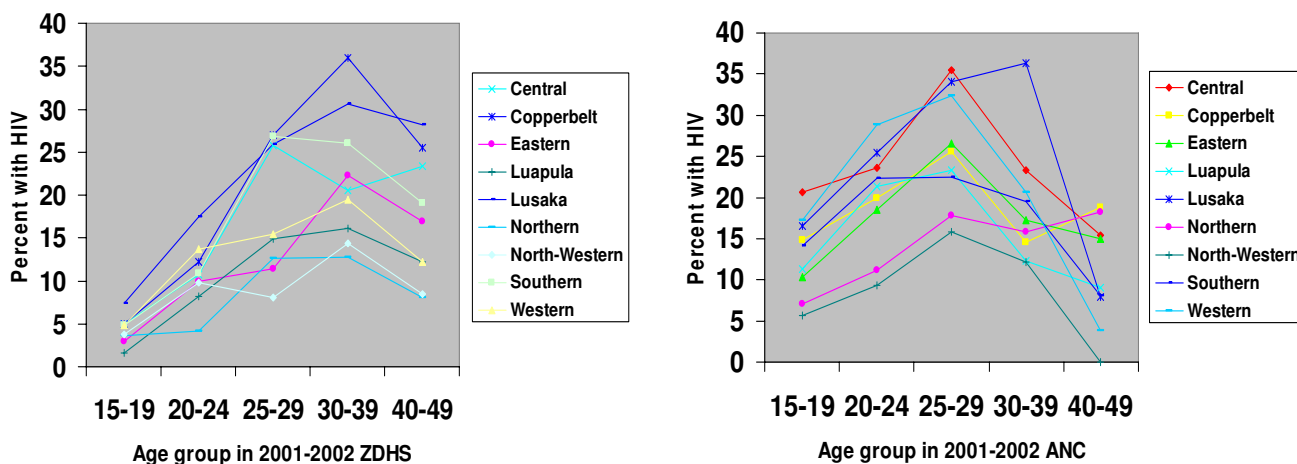 Percent with HIV
40
35
30
25
20
15
10
5
0
15-19 20-24 25-29 30-39 40-49
Age group in 2001-2002 ZDHS
Central
Copperbelt
Eastern
Luapula
Lusaka
Northern
North-Western
Southern
Western
Percent with HIV
40
35
30
25
20
15
10
5
0
15-19 20-24 25-29 30-39 40-49
Age group in 2001-2002 ANC
Central
Copperbelt
Eastern
Luapula
Lusaka
Northern
North-Western
Southern
Western